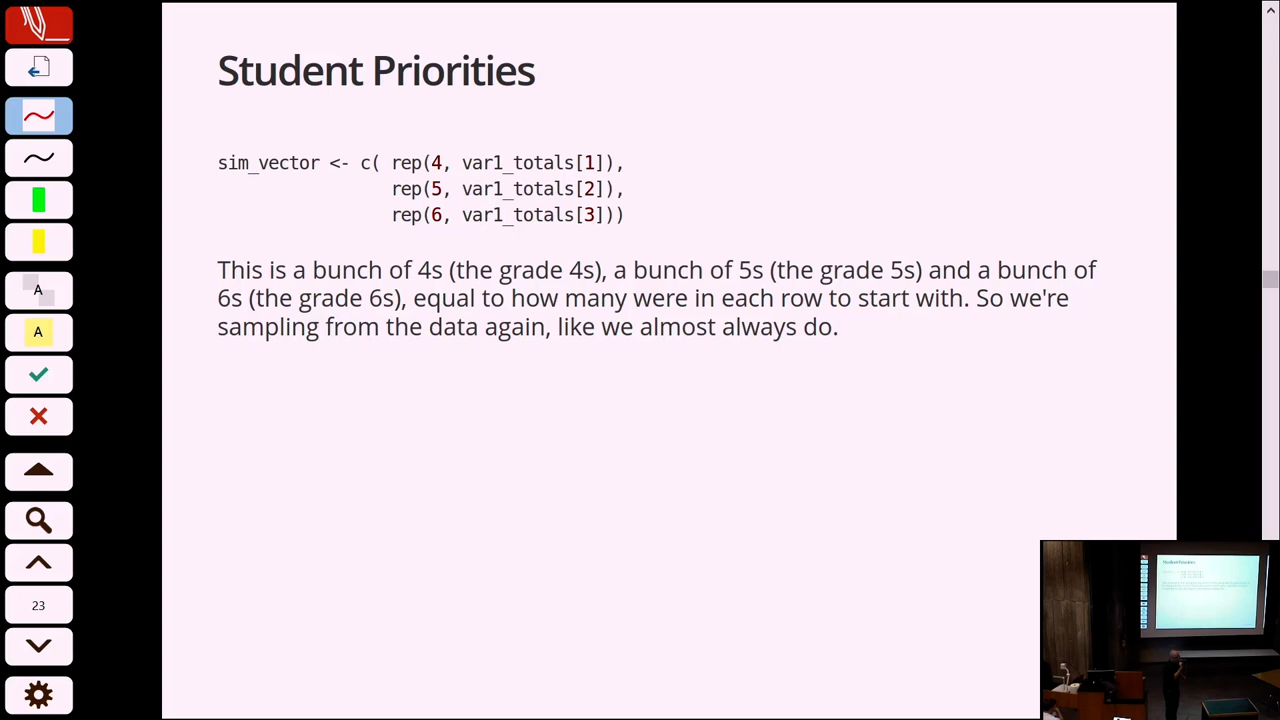 Student Priorities
sim_vector <- c( rep(4, var1_totals[1]),
rep(5, var1_totals[2]),
rep(6, var1_totals[3]))
This is a bunch of 4s (the grade 4s), a bunch of 5s (the grade 5s) and a bunch of
6s (the grade 6s), equal to how many were in each row to start with. So we're
sampling from the data again, like we almost always do.
A
A
23
Student Priorities